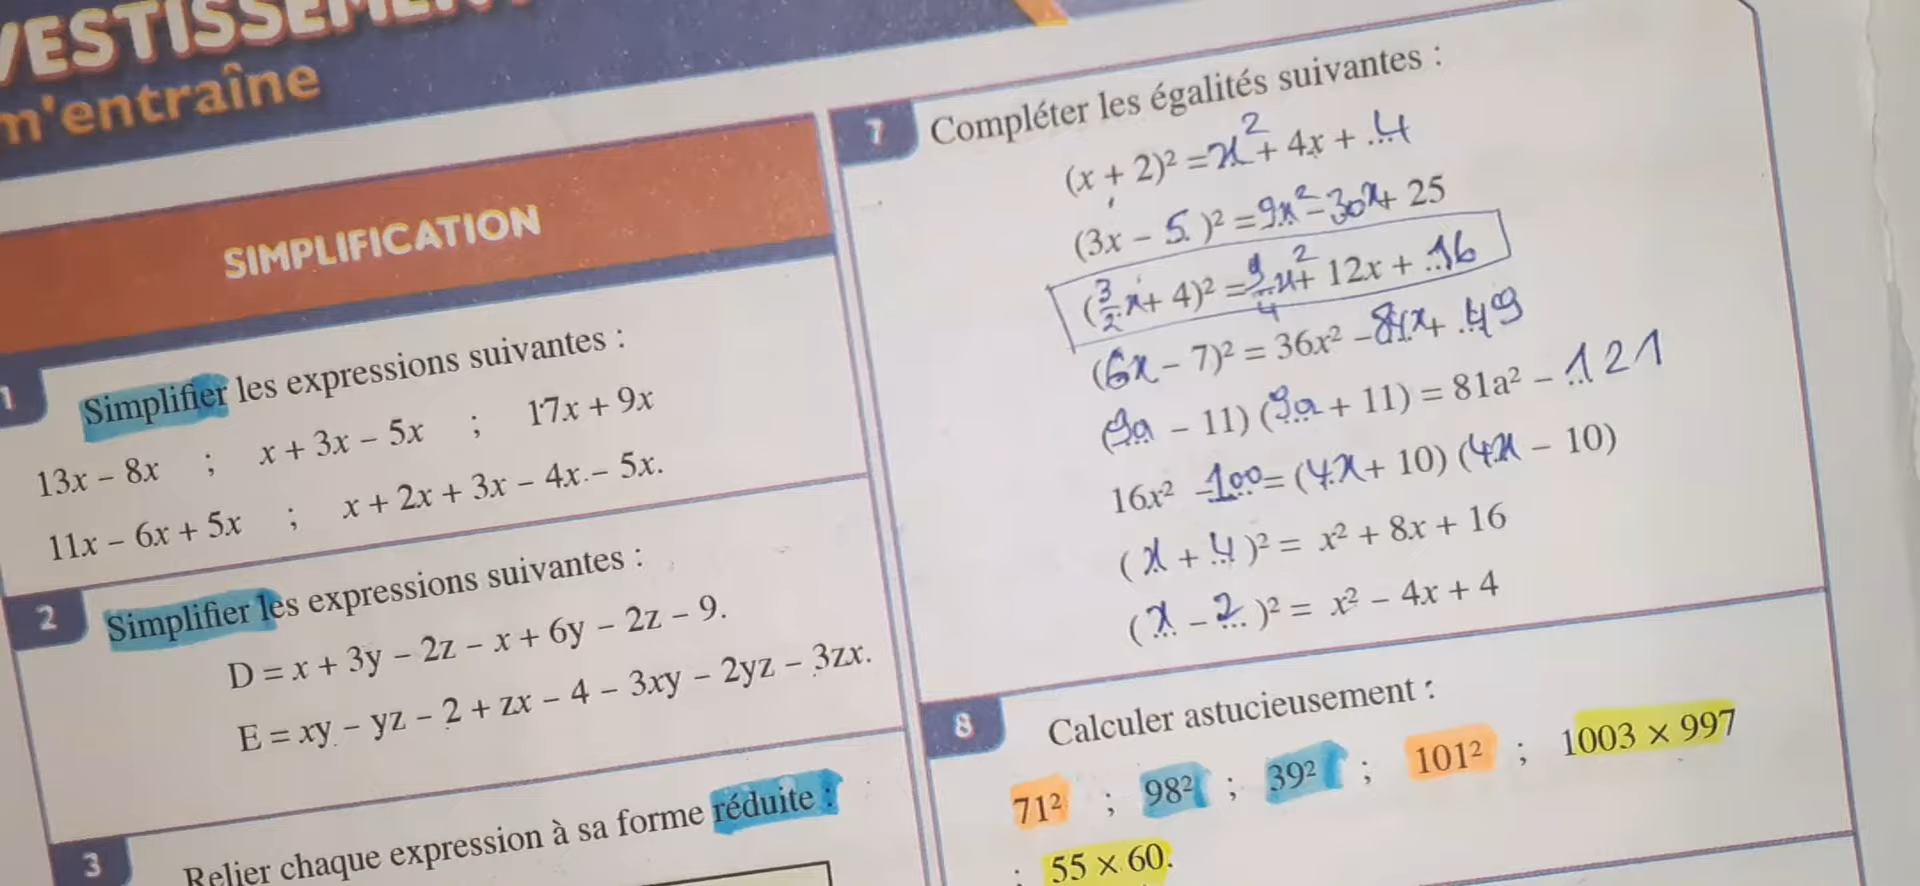 VESTISSEMENT
m'entraîne
SIMPLIFICATION
1
Simplifier les expressions suivantes :
13x – 8x ; x + 3x – 5x ; 17x + 9x
11x – 6x + 5x ; x + 2x + 3x – 4x – 5x.
2
Simplifier les expressions suivantes :
D = x + 3y – 2z – x + 6y – 2z – 9.
E = xy – yz – 2 + zx – 4 – 3xy – 2yz – 3zx.
3
Relier chaque expression à sa forme réduite :
7
Compléter les égalités suivantes :
(x + 2)² = x² + 4x + 4
(3x – 5)² = 9x² – 30x + 25
(3/2 x + 4)² = 9/4 x² + 12x + 16
(6x – 7)² = 36x² – 84x + 49
(9a – 11) (9a + 11) = 81a² – 121
16x² – 100 = (4x + 10) (4x – 10)
(x + 4)² = x² + 8x + 16
(x – 2)² = x² – 4x + 4
8
Calculer astucieusement :
71² ; 98² ; 39² ; 101² ; 1003 × 997
; 55 × 60.